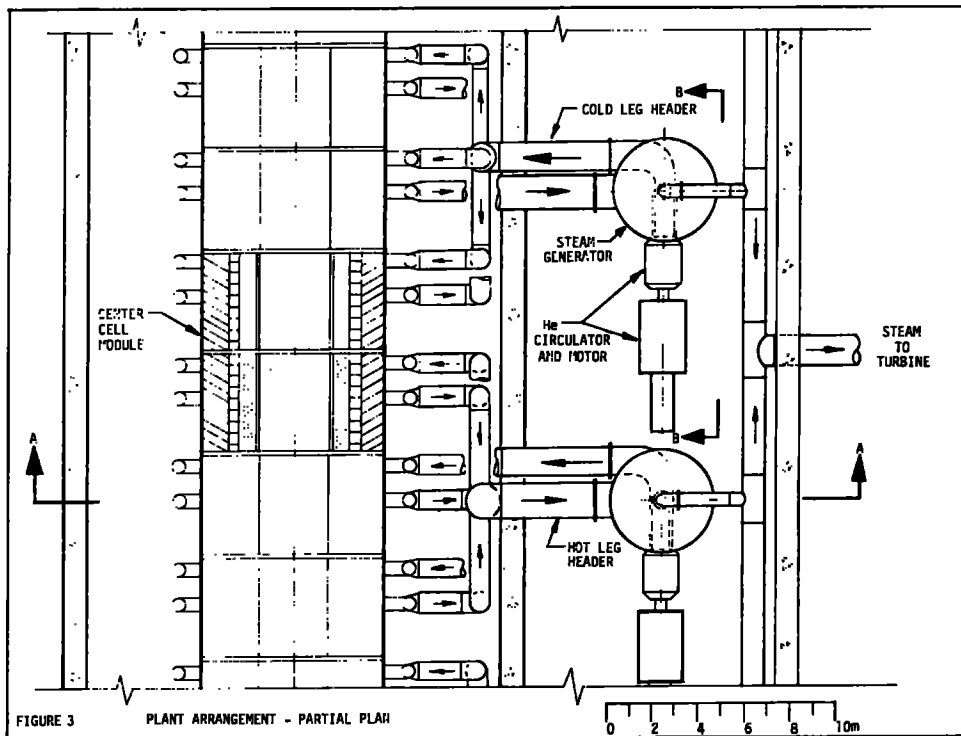 B
COLD LEG HEADER
STEAM
GENERATOR
CENTER
CELL
MODULE
He
CIRCULATOR
AND MOTOR
STEAM
TO
TURBINE
B
A
A
HOT LEG
HEADER
FIGURE 3
PLANT ARRANGEMENT - PARTIAL PLAN
0 2 4 6 8 10m